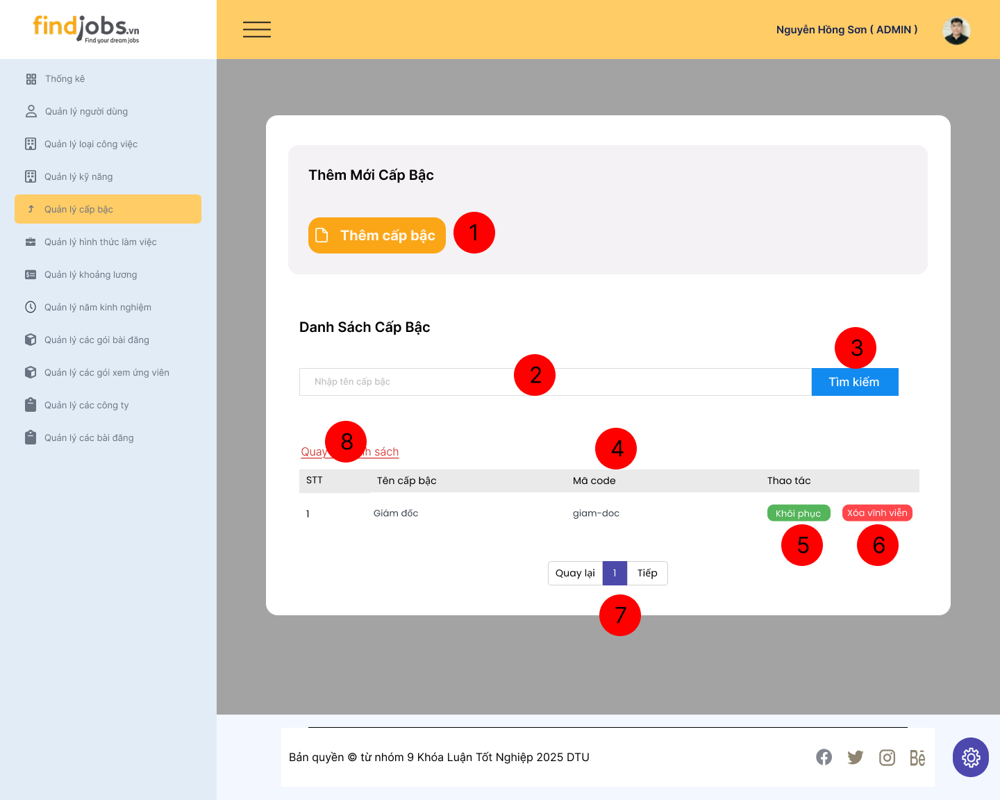 findjobs.vn
Find your dream jobs
Nguyễn Hồng Sơn ( ADMIN )
Thống kê
Quản lý người dùng
Quản lý loại công việc
Quản lý kỹ năng
Quản lý cấp bậc
Quản lý hình thức làm việc
Quản lý khoảng lương
Quản lý năm kinh nghiệm
Quản lý các gói bài đăng
Quản lý các gói xem ứng viên
Quản lý các công ty
Quản lý các bài đăng
Thêm Mới Cấp Bậc
Thêm cấp bậc
1
Danh Sách Cấp Bậc
3
2
Nhập tên cấp bậc
Tìm kiếm
8
4
Quay sách
STT Tên cấp bậc Mã code Thao tác
1 Giám đốc giam-doc Khôi phục Xóa vĩnh viễn
5 6
Quay lại 1 Tiếp
7
Bản quyền © từ nhóm 9 Khóa Luận Tốt Nghiệp 2025 DTU